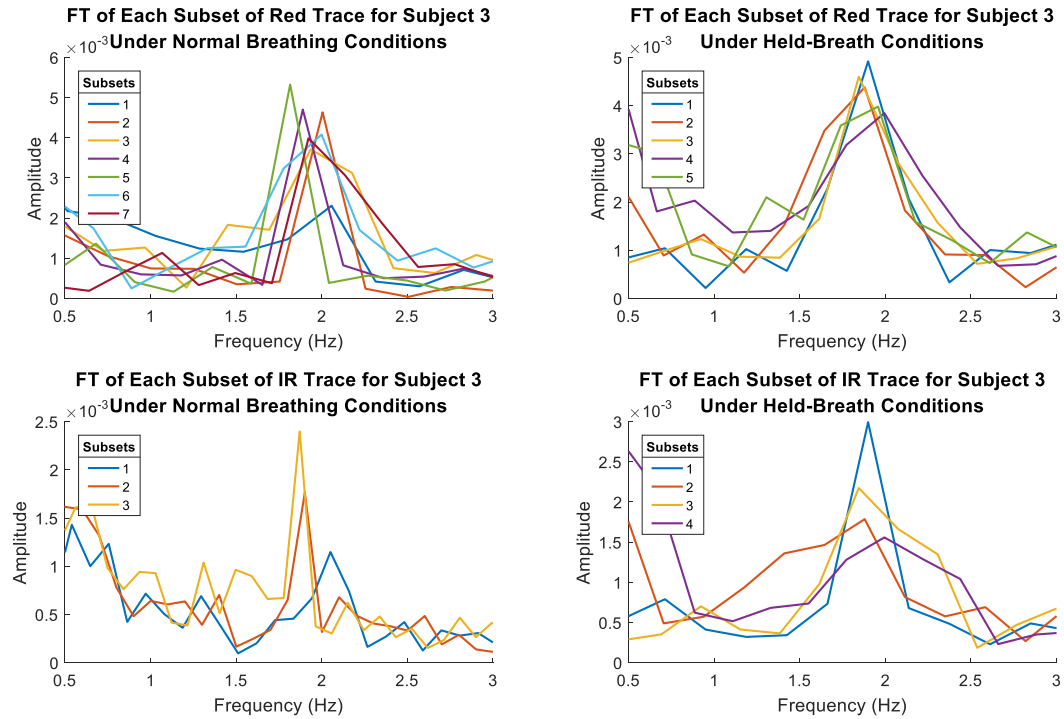 FT of Each Subset of Red Trace for Subject 3
Under Normal Breathing Conditions
×10-3
6
5
4
3
2
1
0
Amplitude
Subsets
1
2
3
4
5
6
7
0.5 1 1.5 2 2.5 3
Frequency (Hz)
FT of Each Subset of Red Trace for Subject 3
Under Held-Breath Conditions
×10-3
5
4
3
2
1
0
Amplitude
Subsets
1
2
3
4
5
0.5 1 1.5 2 2.5 3
Frequency (Hz)
FT of Each Subset of IR Trace for Subject 3
Under Normal Breathing Conditions
×10-3
2.5
2
1.5
1
0.5
0
Amplitude
Subsets
1
2
3
0.5 1 1.5 2 2.5 3
Frequency (Hz)
FT of Each Subset of IR Trace for Subject 3
Under Held-Breath Conditions
×10-3
3
2.5
2
1.5
1
0.5
0
Amplitude
Subsets
1
2
3
4
0.5 1 1.5 2 2.5 3
Frequency (Hz)